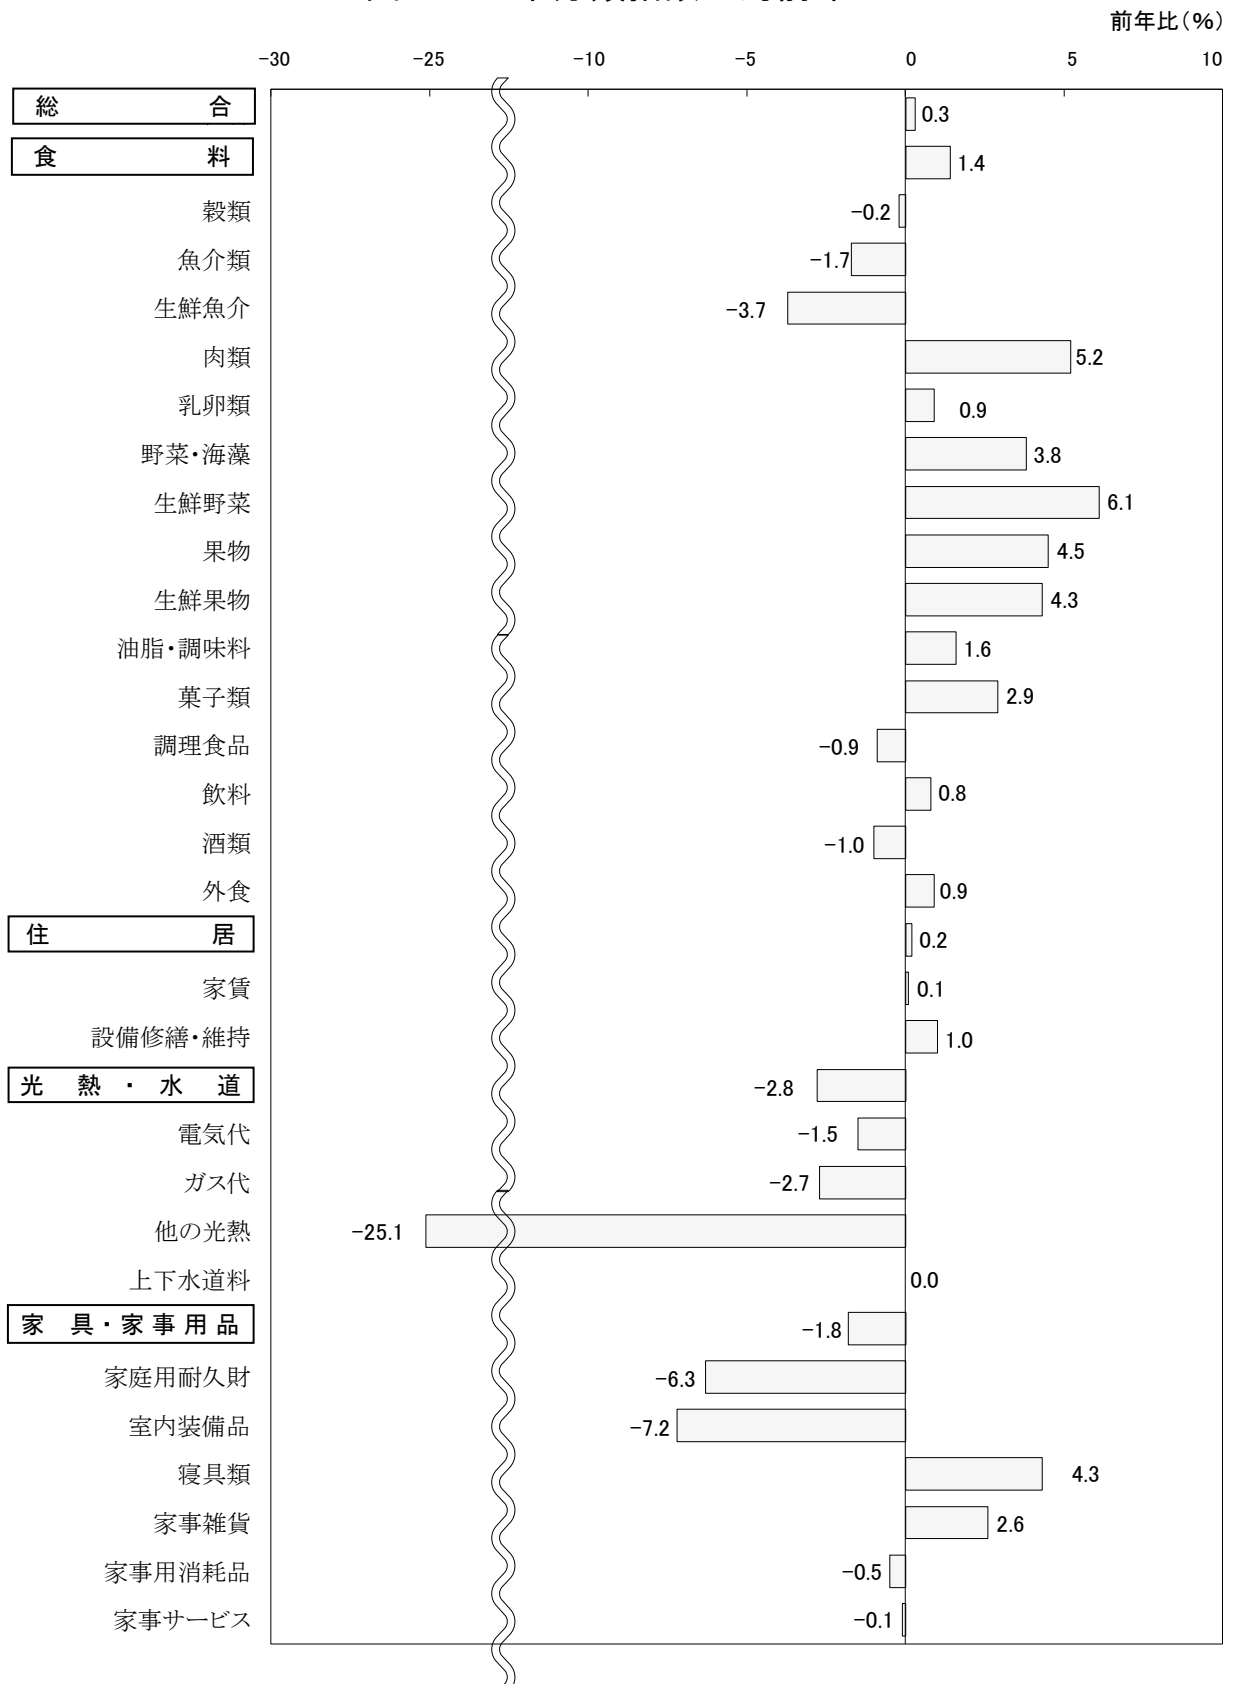 前年比（%）
-30 -25 -10 -5 0 5 10
総 合 0.3
食 料 1.4
穀類 -0.2
魚介類 -1.7
生鮮魚介 -3.7
肉類 5.2
乳卵類 0.9
野菜・海藻 3.8
生鮮野菜 6.1
果物 4.5
生鮮果物 4.3
油脂・調味料 1.6
菓子類 2.9
調理食品 -0.9
飲料 0.8
酒類 -1.0
外食 0.9
住 居 0.2
家賃 0.1
設備修繕・維持 1.0
光 熱 ・ 水 道 -2.8
電気代 -1.5
ガス代 -2.7
他の光熱 -25.1
上下水道料 0.0
家 具・家 事 用 品 -1.8
家庭用耐久財 -6.3
室内装備品 -7.2
寝具類 4.3
家事雑貨 2.6
家事用消耗品 -0.5
家事サービス -0.1